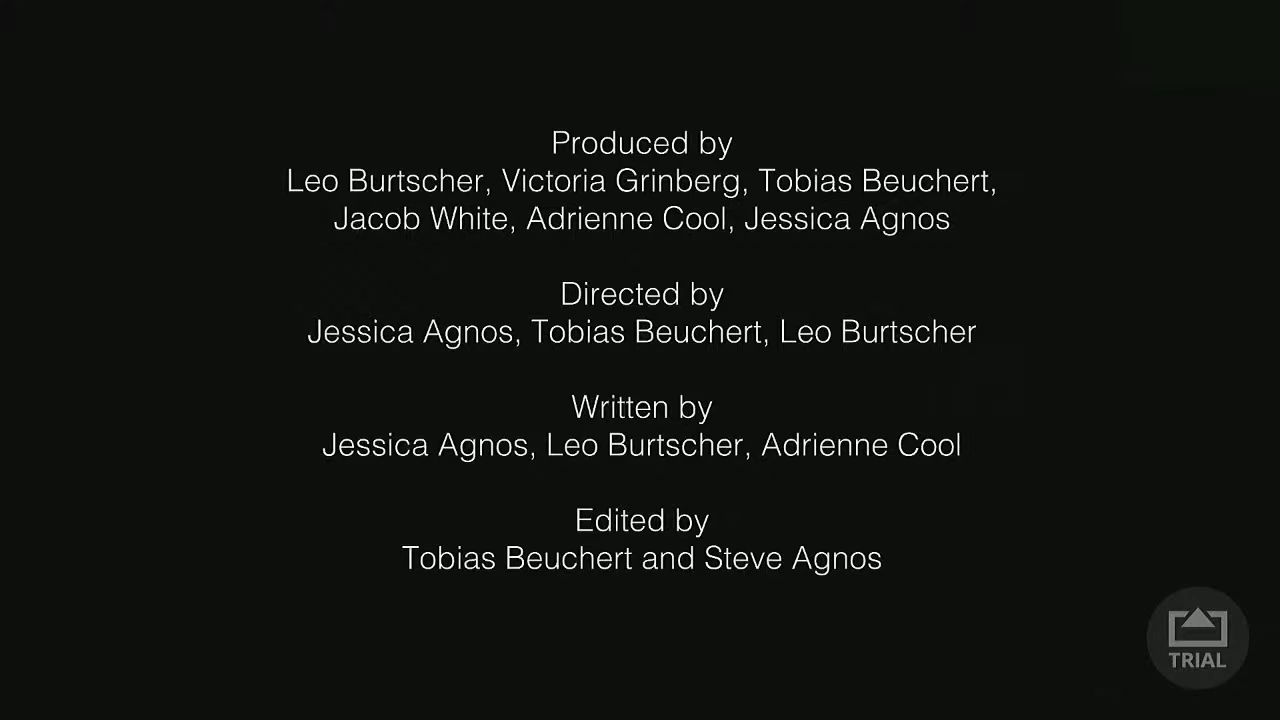 Produced by
Leo Burtscher, Victoria Grinberg, Tobias Beuchert,
Jacob White, Adrienne Cool, Jessica Agnos
Directed by
Jessica Agnos, Tobias Beuchert, Leo Burtscher
Written by
Jessica Agnos, Leo Burtscher, Adrienne Cool
Edited by
Tobias Beuchert and Steve Agnos
TRIAL